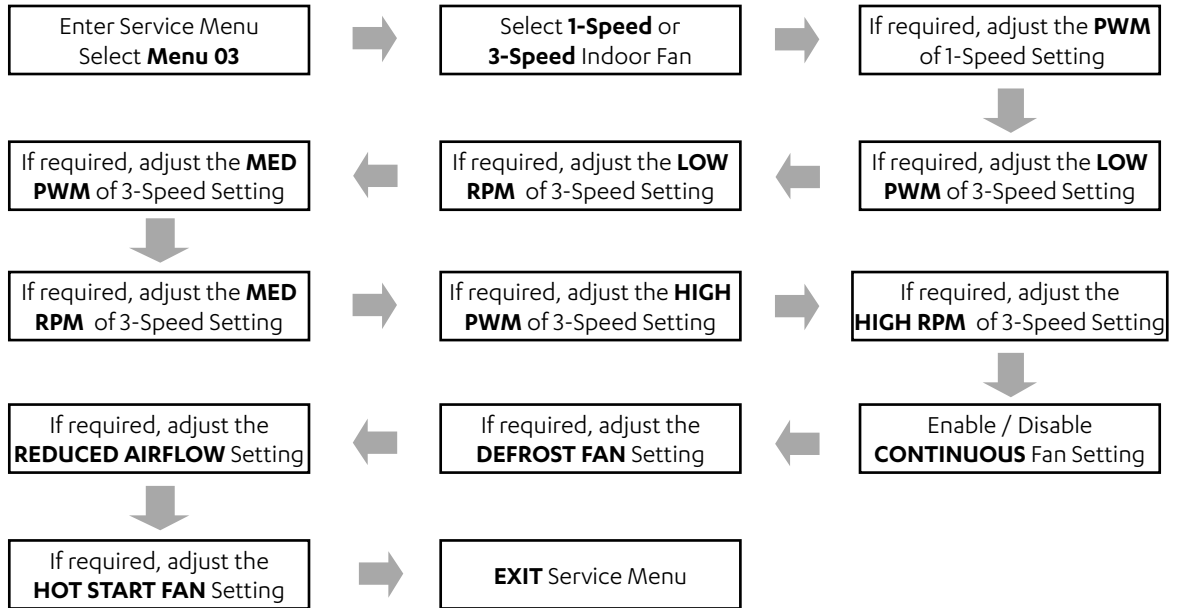 Enter Service Menu
Select Menu 03
Select 1-Speed or
3-Speed Indoor Fan
If required, adjust the PWM
of 1-Speed Setting
If required, adjust the LOW
PWM of 3-Speed Setting
If required, adjust the LOW
RPM of 3-Speed Setting
If required, adjust the MED
PWM of 3-Speed Setting
If required, adjust the MED
RPM of 3-Speed Setting
If required, adjust the HIGH
PWM of 3-Speed Setting
If required, adjust the
HIGH RPM of 3-Speed Setting
Enable / Disable
CONTINUOUS Fan Setting
If required, adjust the
DEFROST FAN Setting
If required, adjust the
REDUCED AIRFLOW Setting
If required, adjust the
HOT START FAN Setting
EXIT Service Menu